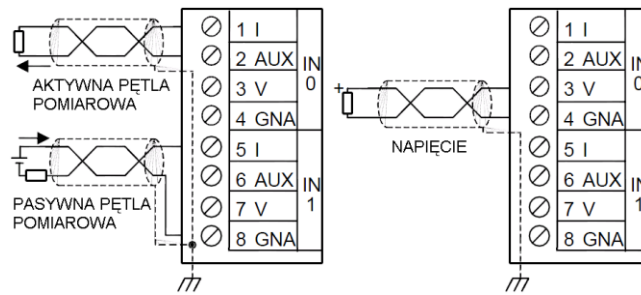 1 I
2 AUX
3 V
4 GNA
IN
0
5 I
6 AUX
7 V
8 GNA
IN
1
AKTYWNA PĘTLA
POMIAROWA
PASYWNA PĘTLA
POMIAROWA
+
NAPIĘCIE
1 I
2 AUX
3 V
4 GNA
IN
0
5 I
6 AUX
7 V
8 GNA
IN
1